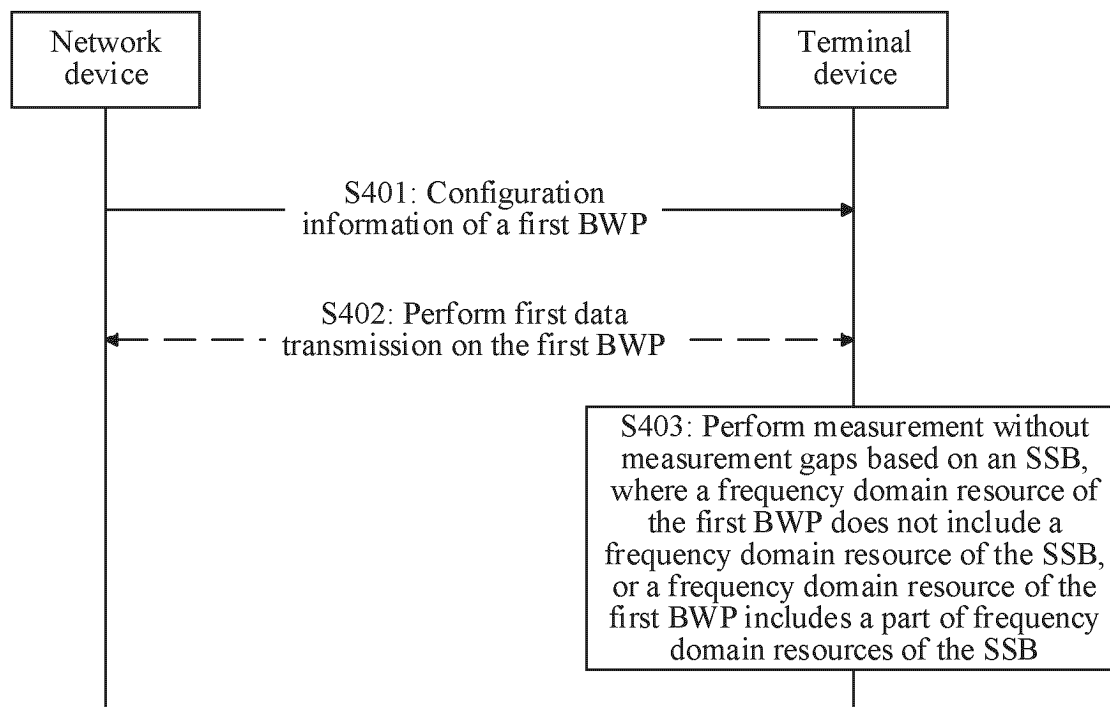 Network
device
Terminal
device
S401: Configuration
information of a first BWP
S402: Perform first data
transmission on the first BWP
S403: Perform measurement without
measurement gaps based on an SSB,
where a frequency domain resource of
the first BWP does not include a
frequency domain resource of the SSB,
or a frequency domain resource of the
first BWP includes a part of frequency
domain resources of the SSB